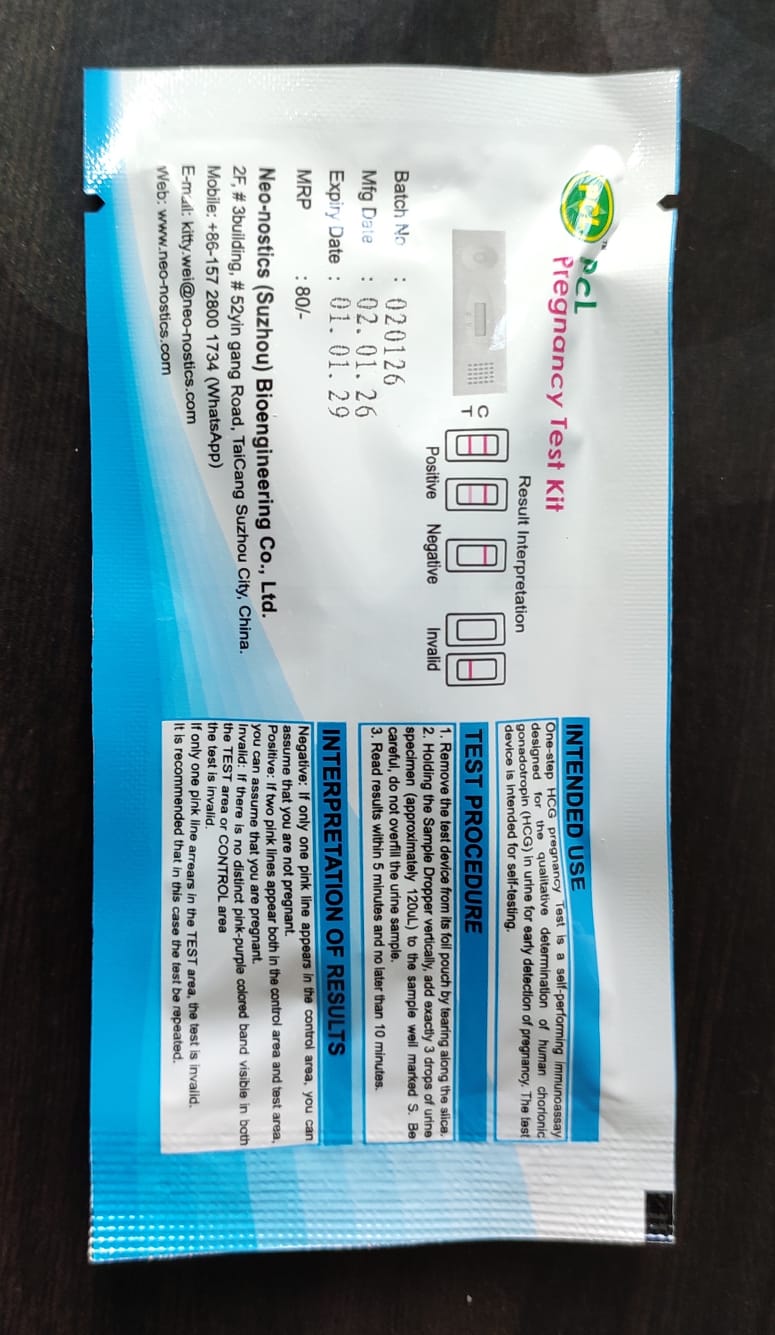 PCL
Pregnancy Test Kit
Result Interpretation
C
T
Positive Negative Invalid
Batch No : 020126
Mfg Date : 02. 01. 26
Expiry Date : 01. 01. 29
MRP : 80/-
Neo-nostics (Suzhou) Bioengineering Co., Ltd.
2F, # 3building, # 52yin gang Road, TaiCang Suzhou City, China.
Mobile: +86-157 2800 1734 (WhatsApp)
E-mail: kitty.wei@neo-nostics.com
Web: www.neo-nostics.com
INTENDED USE
One-step HCG pregnancy Test is a self-performing immunoassay
designed for the qualitative determination of human chorionic
gonadotropin (HCG) in urine for early detection of pregnancy. The test
device is intended for self-testing.
TEST PROCEDURE
1. Remove the test device from its foil pouch by tearing along the slice.
2. Holding the Sample Dropper vertically, add exactly 3 drops of urine
specimen (approximately 120uL) to the sample well marked S. Be
careful, do not overfill the urine sample.
3. Read results within 5 minutes and no later than 10 minutes.
INTERPRETATION OF RESULTS
Negative: If only one pink line appears in the control area, you can
assume that you are not pregnant.
Positive: If two pink lines appear both in the control area and test area,
you can assume that you are pregnant.
Invalid: If there is no distinct pink-purple colored band visible in both
the TEST area or CONTROL area
the test is invalid.
If only one pink line arrears in the TEST area, the test is invalid.
It is recommended that in this case the test be repeated.